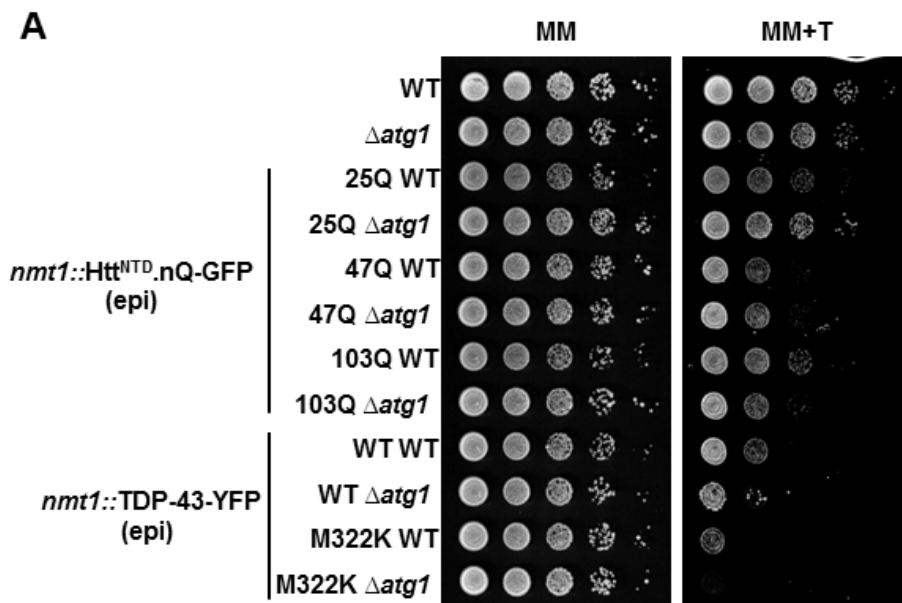 A
MM
MM+T
WT
Δatg1
25Q WT
25Q Δatg1
47Q WT
47Q Δatg1
103Q WT
103Q Δatg1
nmt1::Htt^NTD.nQ-GFP
(epi)
WT WT
WT Δatg1
M322K WT
M322K Δatg1
nmt1::TDP-43-YFP
(epi)